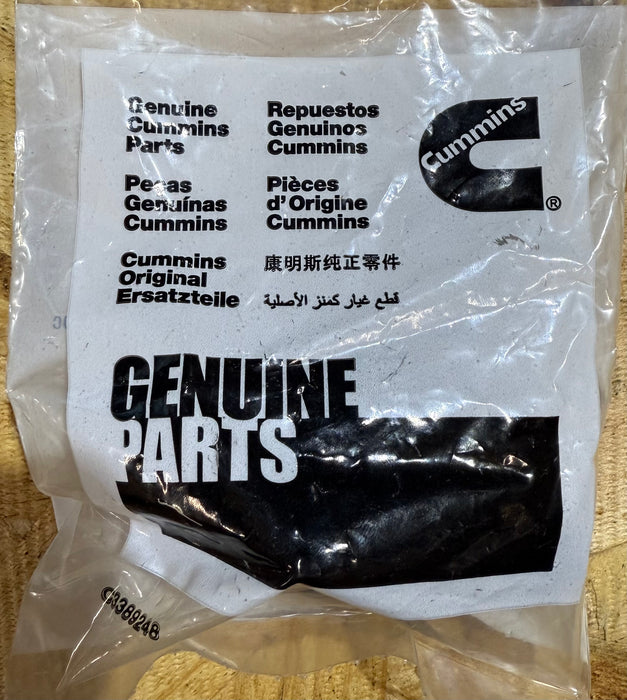 Genuine
Cummins
Parts
Repuestos
Genuinos
Cummins
Cummins
®
Peças
Genuínas
Cummins
Pièces
d'Origine
Cummins
Cummins
Original
Ersatzteile
康明斯纯正零件
قطع غيار كمنز الأصلية
GENUINE
PARTS